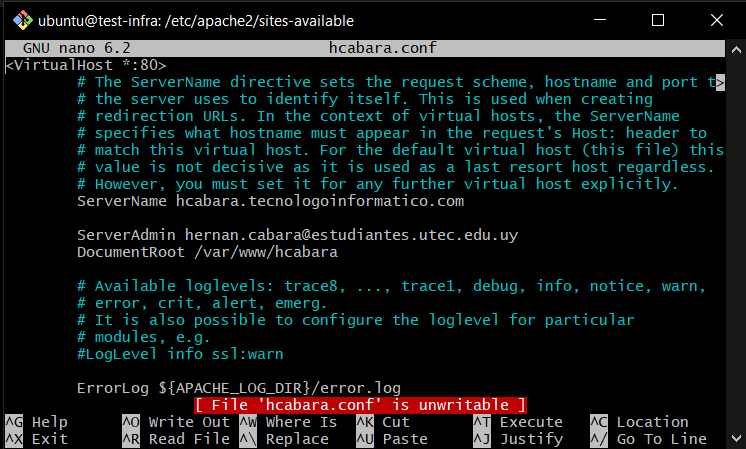 ubuntu@test-infra: /etc/apache2/sites-available
GNU nano 6.2 hcabara.conf
<VirtualHost *:80>
# The ServerName directive sets the request scheme, hostname and port t>
# the server uses to identify itself. This is used when creating
# redirection URLs. In the context of virtual hosts, the ServerName
# specifies what hostname must appear in the request's Host: header to
# match this virtual host. For the default virtual host (this file) this
# value is not decisive as it is used as a last resort host regardless.
# However, you must set it for any further virtual host explicitly.
ServerName hcabara.tecnologoinformatico.com
ServerAdmin hernan.cabara@estudiantes.utec.edu.uy
DocumentRoot /var/www/hcabara
# Available loglevels: trace8, ..., trace1, debug, info, notice, warn,
# error, crit, alert, emerg.
# It is also possible to configure the loglevel for particular
# modules, e.g.
#LogLevel info ssl:warn
ErrorLog ${APACHE_LOG_DIR}/error.log
[ File 'hcabara.conf' is unwritable ]
^G Help ^O Write Out ^W Where Is ^K Cut ^T Execute ^C Location
^X Exit ^R Read File ^\ Replace ^U Paste ^J Justify ^/ Go To Line